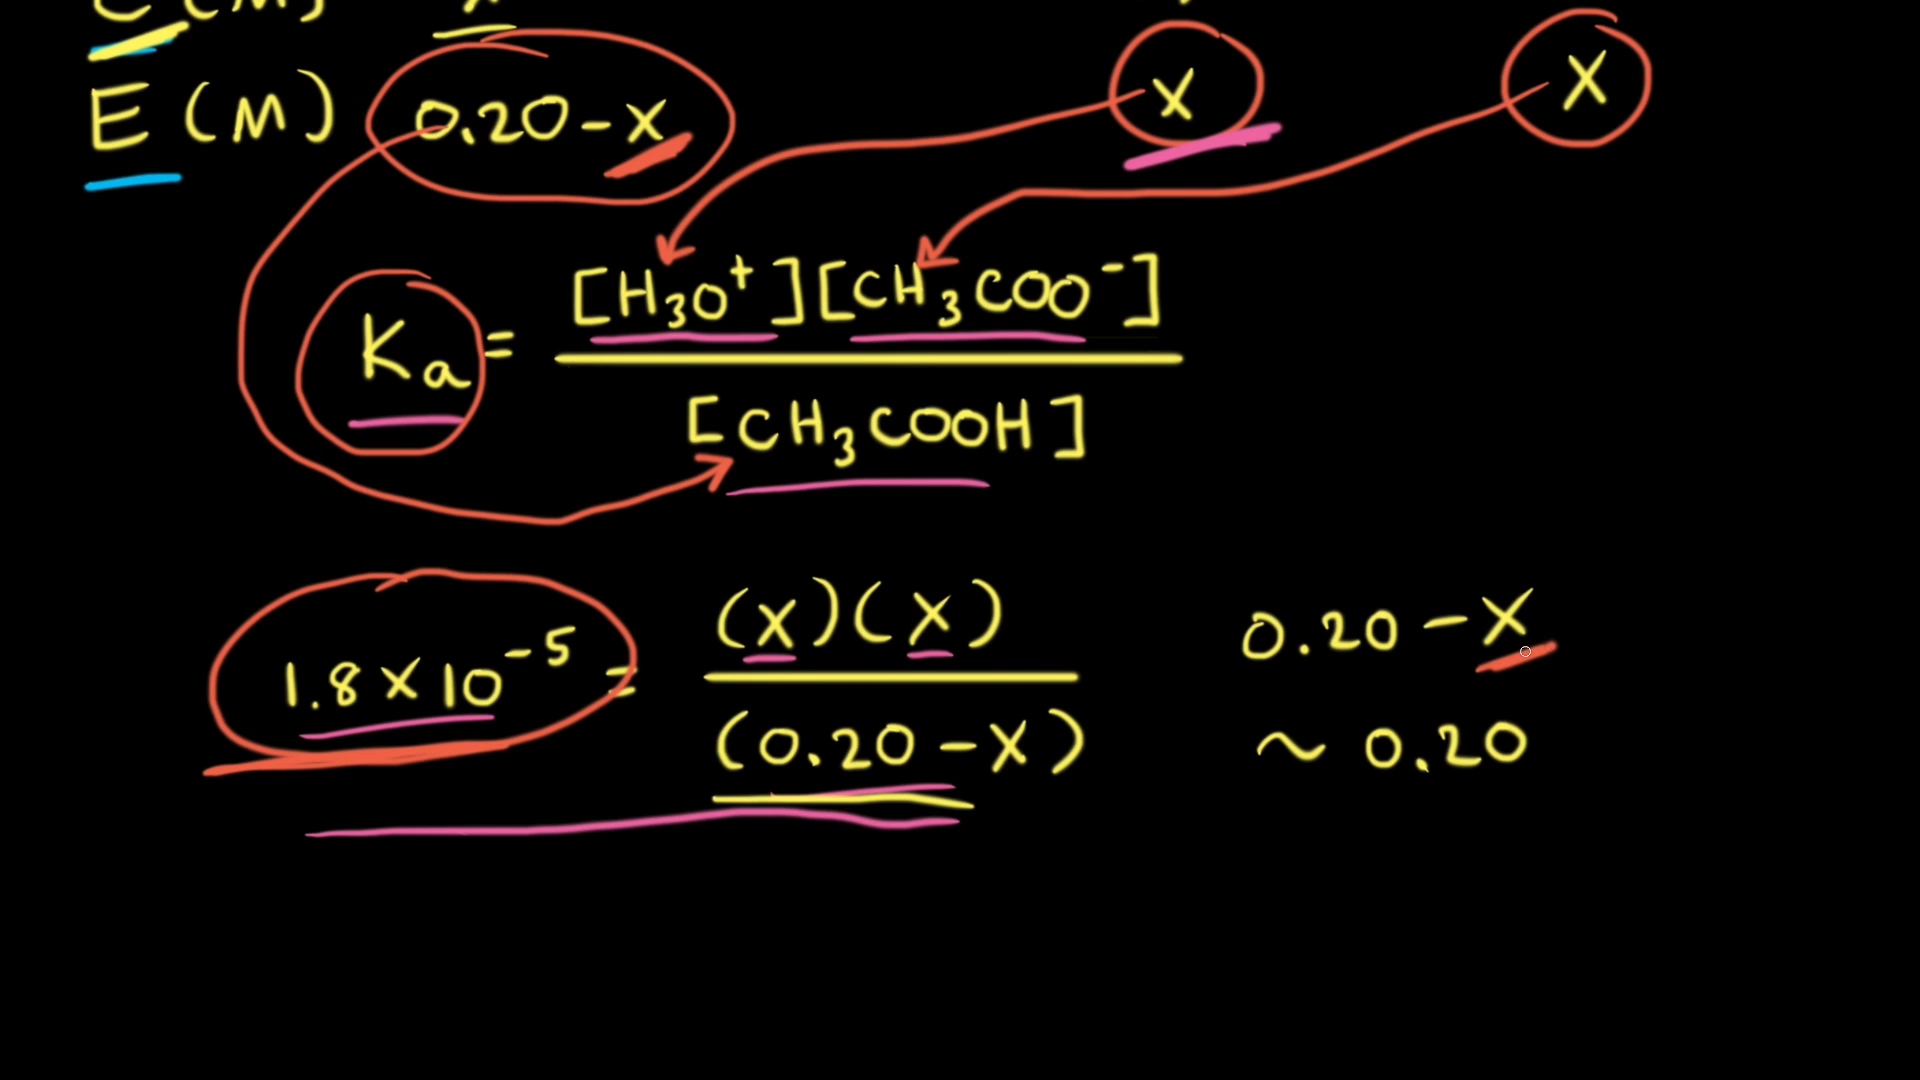 E (M) 0.20 - x x x
Ka = [H₃O⁺][CH₃COO⁻]
[CH₃COOH]
1.8 x 10⁻⁵ = (x)(x)
(0.20 - x)
0.20 - x
~ 0.20